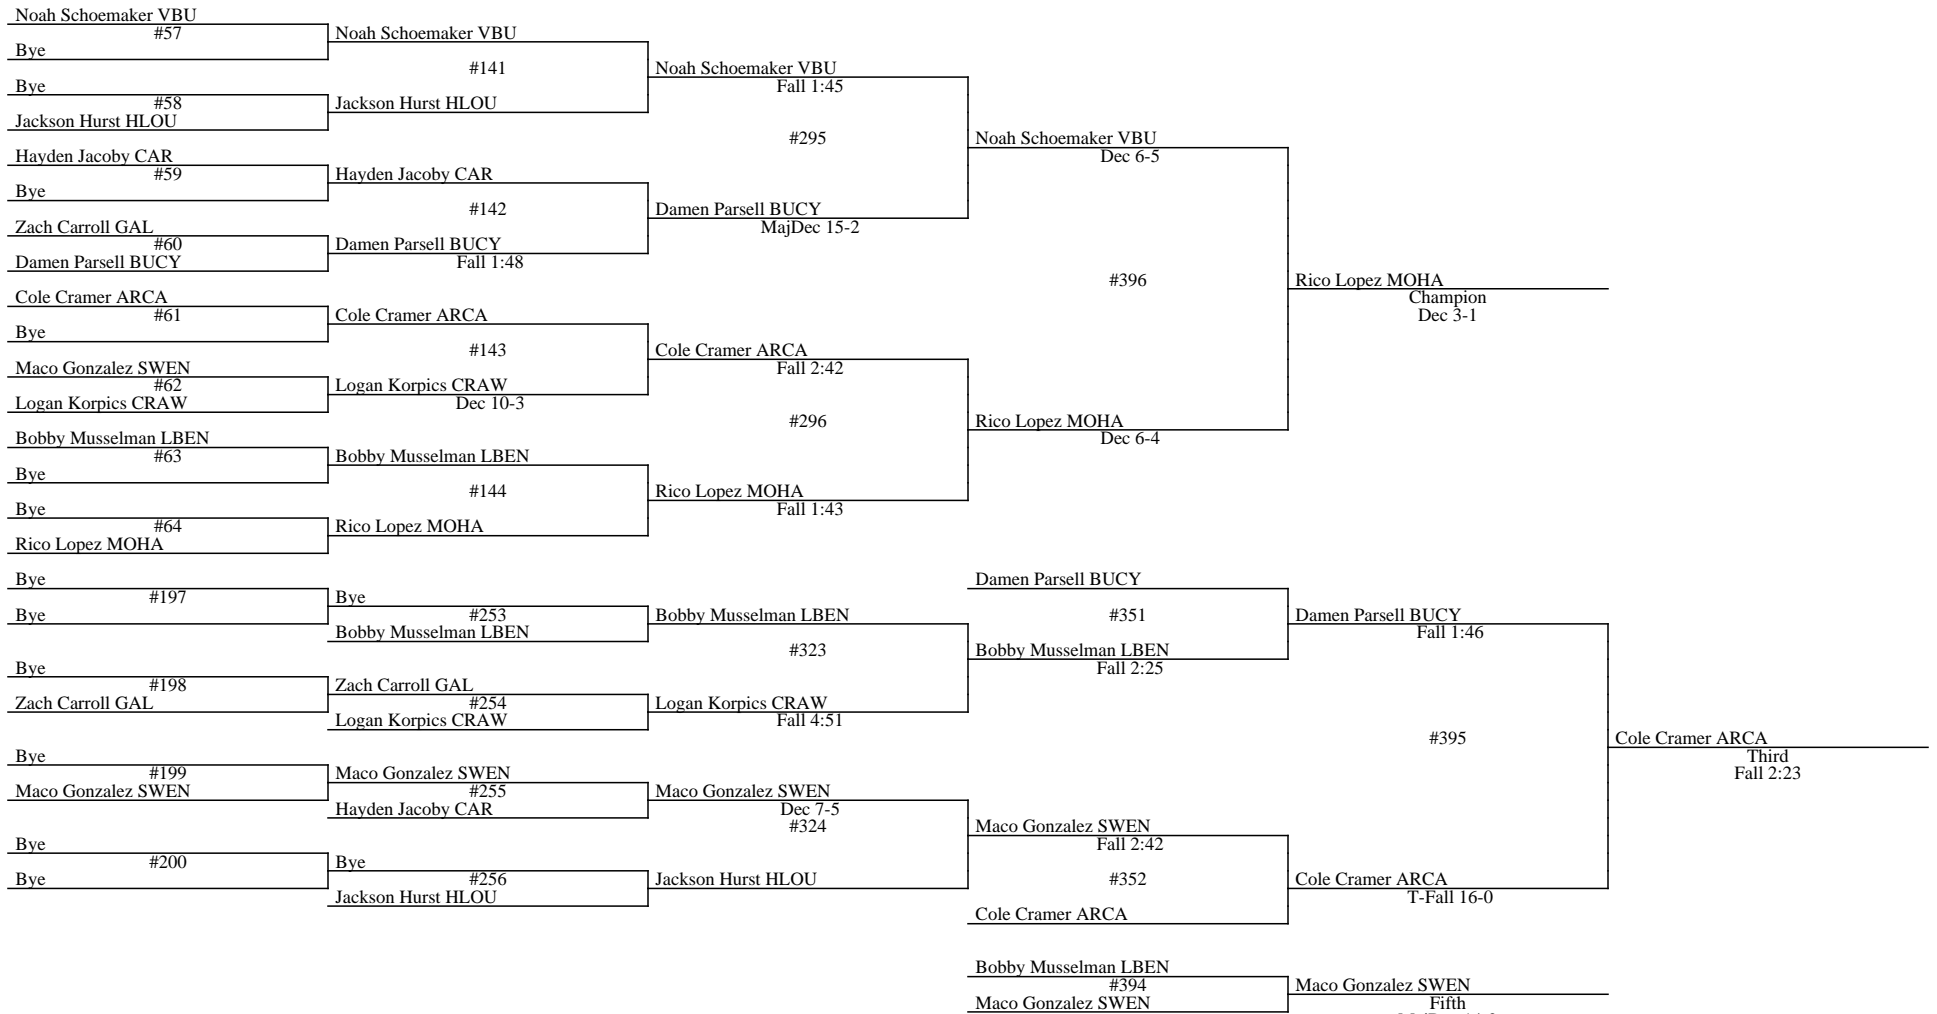 Noah Schoemaker VBU
#57
Bye
Noah Schoemaker VBU
#141
Bye
#58
Jackson Hurst HLOU
Jackson Hurst HLOU
Noah Schoemaker VBU
Fall 1:45
#295
Hayden Jacoby CAR
#59
Bye
Hayden Jacoby CAR
#142
Zach Carroll GAL
#60
Damen Parsell BUCY
Damen Parsell BUCY
Fall 1:48
Damen Parsell BUCY
MajDec 15-2
Noah Schoemaker VBU
Dec 6-5
#396
Cole Cramer ARCA
#61
Bye
Cole Cramer ARCA
#143
Maco Gonzalez SWEN
#62
Logan Korpics CRAW
Logan Korpics CRAW
Dec 10-3
Cole Cramer ARCA
Fall 2:42
#296
Bobby Musselman LBEN
#63
Bye
Bobby Musselman LBEN
#144
Bye
#64
Rico Lopez MOHA
Rico Lopez MOHA
Rico Lopez MOHA
Fall 1:43
Rico Lopez MOHA
Dec 6-4
Rico Lopez MOHA
Champion
Dec 3-1
Bye
#197
Bye
Bye
#253
Bobby Musselman LBEN
Bobby Musselman LBEN
#323
Bye
#198
Zach Carroll GAL
Zach Carroll GAL
#254
Logan Korpics CRAW
Logan Korpics CRAW
Fall 4:51
Damen Parsell BUCY
#351
Bobby Musselman LBEN
Fall 2:25
Damen Parsell BUCY
Fall 1:46
#395
Bye
#199
Maco Gonzalez SWEN
Maco Gonzalez SWEN
#255
Hayden Jacoby CAR
Maco Gonzalez SWEN
Dec 7-5
#324
Bye
#200
Bye
Bye
#256
Jackson Hurst HLOU
Jackson Hurst HLOU
Maco Gonzalez SWEN
Fall 2:42
#352
Cole Cramer ARCA
Cole Cramer ARCA
T-Fall 16-0
Cole Cramer ARCA
Third
Fall 2:23
Bobby Musselman LBEN
#394
Maco Gonzalez SWEN
Maco Gonzalez SWEN
Fifth